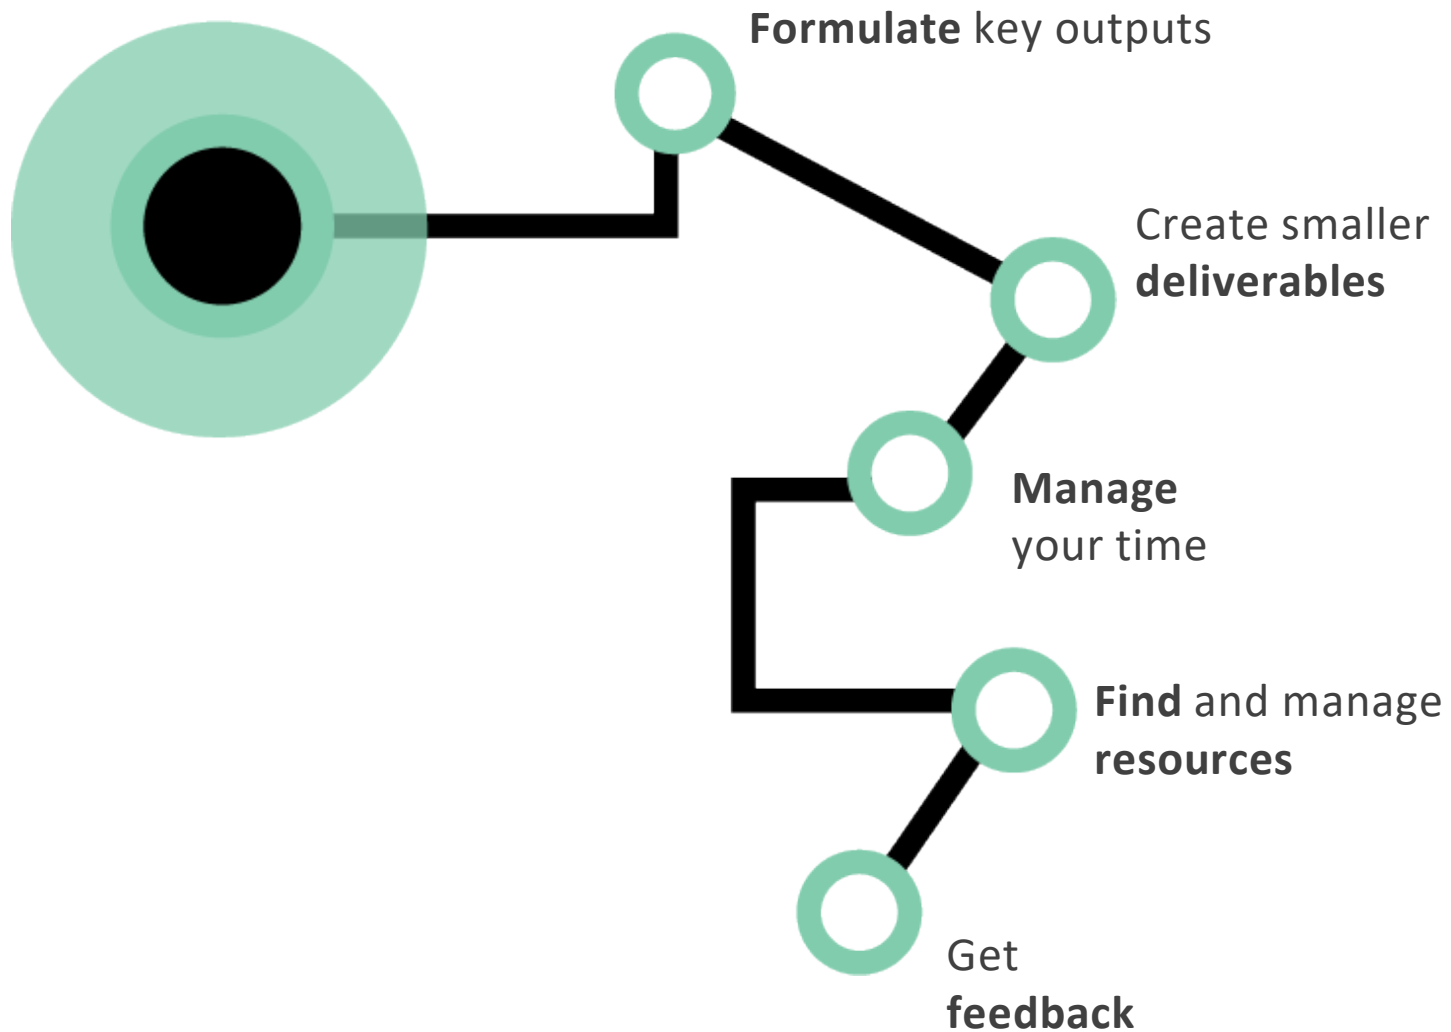 Formulate key outputs
Create smaller
deliverables
Manage
your time
Find and manage
resources
Get
feedback